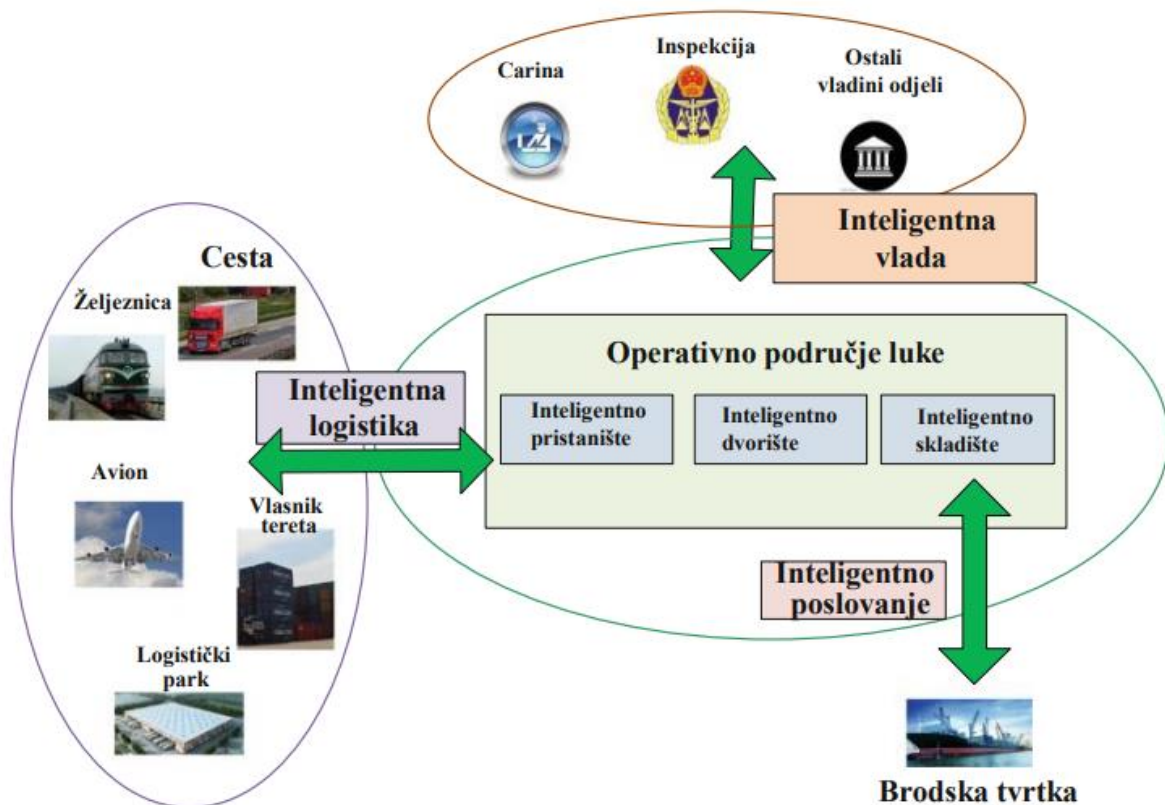 Carina
Inspekcija
Ostali
vladini odjeli
Inteligentna
vlada
Cesta
Željeznica
Inteligentna
logistika
Avion
Vlasnik
tereta
Logistički
park
Operativno područje luke
Inteligentno
pristanište
Inteligentno
dvorište
Inteligentno
skladište
Inteligentno
poslovanje
Brodska tvrtka